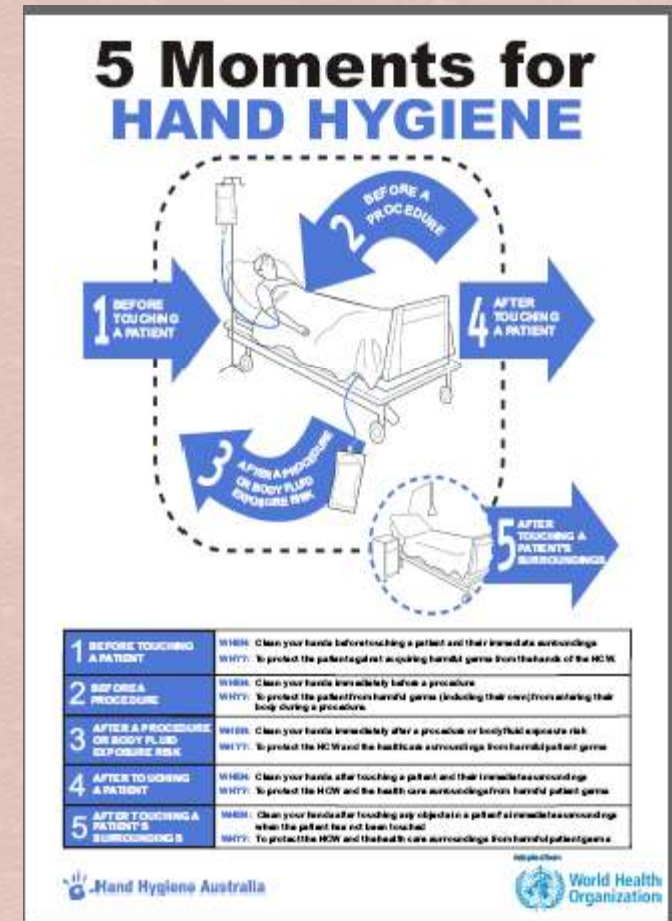 5 Moments for
HAND HYGIENE
1 BEFORE
TOUCHING
A PATIENT
2 BEFORE A
PROCEDURE
3 AFTER A PROCEDURE
OR BODY FLUID
EXPOSURE RISK
4 AFTER
TOUCHING
A PATIENT
5 AFTER
TOUCHING A
PATIENT'S
SURROUNDINGS
1 BEFORE TOUCHING
A PATIENT
WHEN: Clean your hands before touching a patient and their immediate surroundings
WHY?: To protect the patient against acquiring harmful germs from the hands of the HCW.
2 BEFORE A
PROCEDURE
WHEN: Clean your hands immediately before a procedure
WHY?: To protect the patient from harmful germs (including their own) from entering their
body during a procedure.
3 AFTER A PROCEDURE
OR BODY FLUID
EXPOSURE RISK
WHEN: Clean your hands immediately after a procedure or body fluid exposure risk
WHY?: To protect the HCW and the healthcare surroundings from harmful patient germs
4 AFTER TOUCHING
A PATIENT
WHEN: Clean your hands after touching a patient and their immediate surroundings
WHY?: To protect the HCW and the health care surroundings from harmful patient germs
5 AFTER TOUCHING A
PATIENT'S
SURROUNDINGS
WHEN: Clean your hands after touching any objects in a patient's immediate surroundings
when the patient has not been touched
WHY?: To protect the HCW and the health care surroundings from harmful patient germs
Hand Hygiene Australia
Adapted from
World Health
Organization